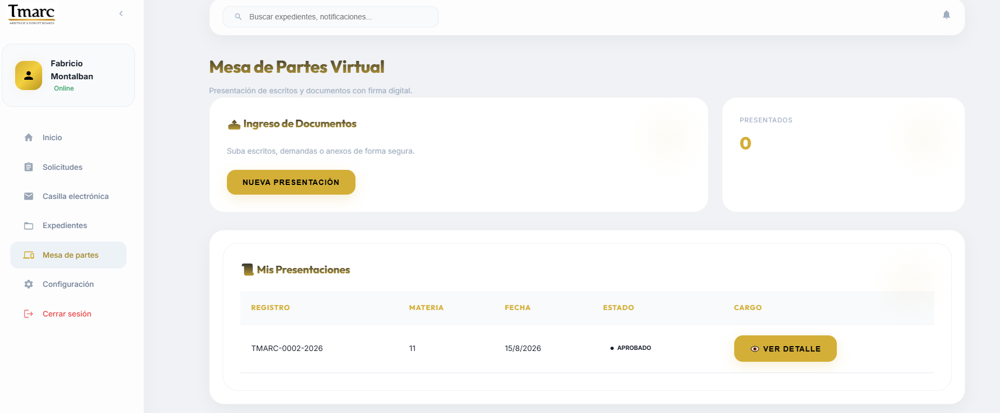 Tmarc
ARBITRAJE & DISPUTE BOARDS
Fabricio
Montalban
Online
Inicio
Solicitudes
Casilla electrónica
Expedientes
Mesa de partes
Configuración
Cerrar sesión
Buscar expedientes, notificaciones...
Mesa de Partes Virtual
Presentación de escritos y documentos con firma digital.
Ingreso de Documentos
Suba escritos, demandas o anexos de forma segura.
NUEVA PRESENTACIÓN
PRESENTADOS
0
Mis Presentaciones
REGISTRO MATERIA FECHA ESTADO CARGO
TMARC-0002-2026 11 15/8/2026 APROBADO VER DETALLE